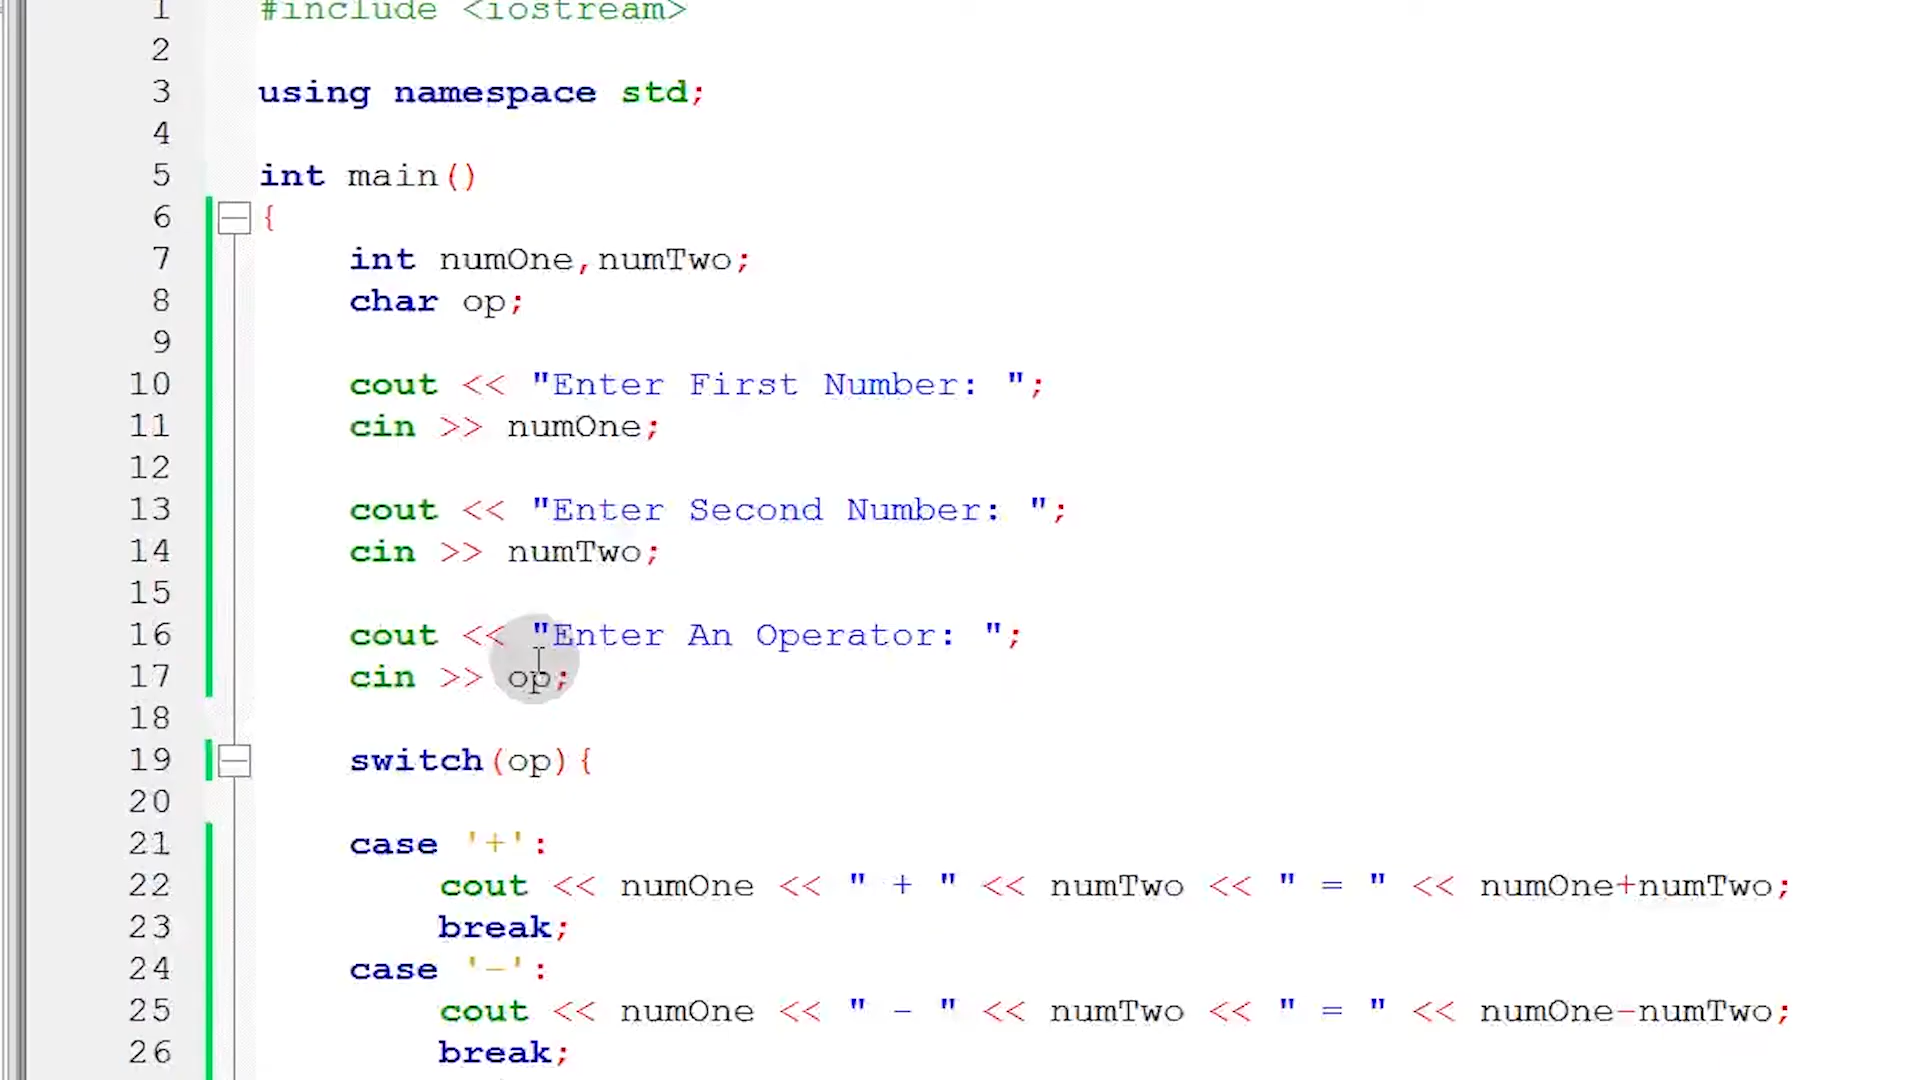 1 #include <iostream>
2
3 using namespace std;
4
5 int main()
6 {
7 int numOne,numTwo;
8 char op;
9
10 cout << "Enter First Number: ";
11 cin >> numOne;
12
13 cout << "Enter Second Number: ";
14 cin >> numTwo;
15
16 cout << "Enter An Operator: ";
17 cin >> op;
18
19 switch(op){
20
21 case '+':
22 cout << numOne << " + " << numTwo << " = " << numOne+numTwo;
23 break;
24 case '-':
25 cout << numOne << " - " << numTwo << " = " << numOne-numTwo;
26 break;